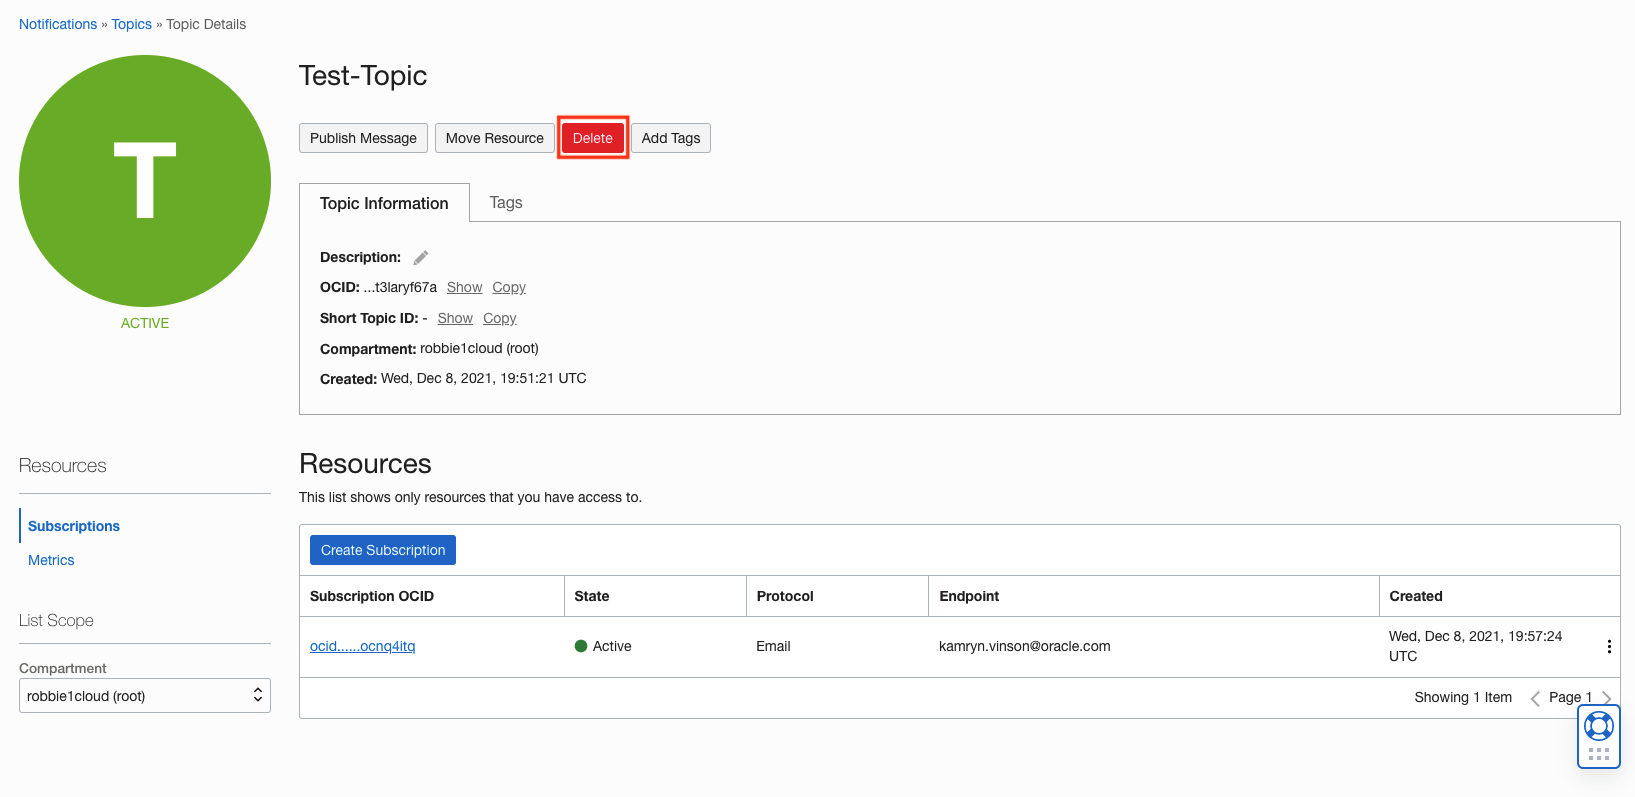 Notifications » Topics » Topic Details
T
ACTIVE
Test-Topic
Publish Message Move Resource Delete Add Tags
Topic Information Tags
Description:
OCID: ...t3laryf67a Show Copy
Short Topic ID: - Show Copy
Compartment: robbie1cloud (root)
Created: Wed, Dec 8, 2021, 19:51:21 UTC
Resources
Subscriptions
Metrics
List Scope
Compartment
robbie1cloud (root)
Resources
This list shows only resources that you have access to.
Create Subscription
Subscription OCID State Protocol Endpoint Created
ocid......ocnq4itq Active Email kamryn.vinson@oracle.com Wed, Dec 8, 2021, 19:57:24
UTC
Showing 1 Item Page 1